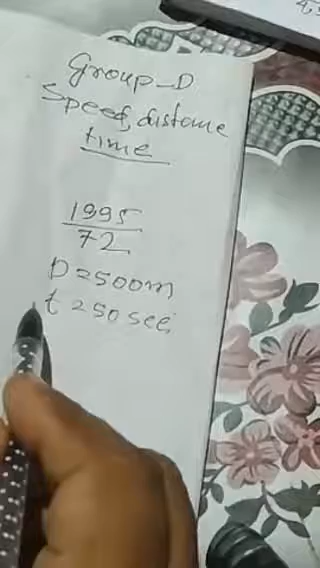 Group-D
Speed, distance
time
1995
72
D = 500m
t = 50 sec